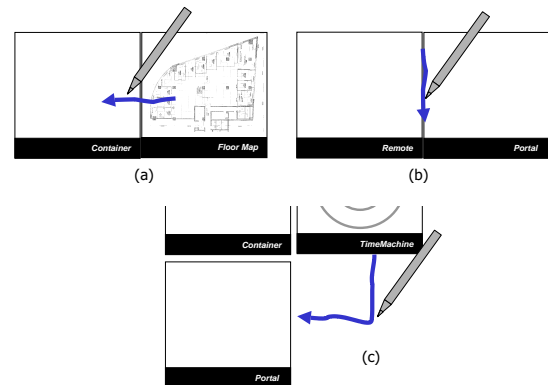 Container
Floor Map
Remote
Portal
(a)
(b)
Container
TimeMachine
Portal
(c)